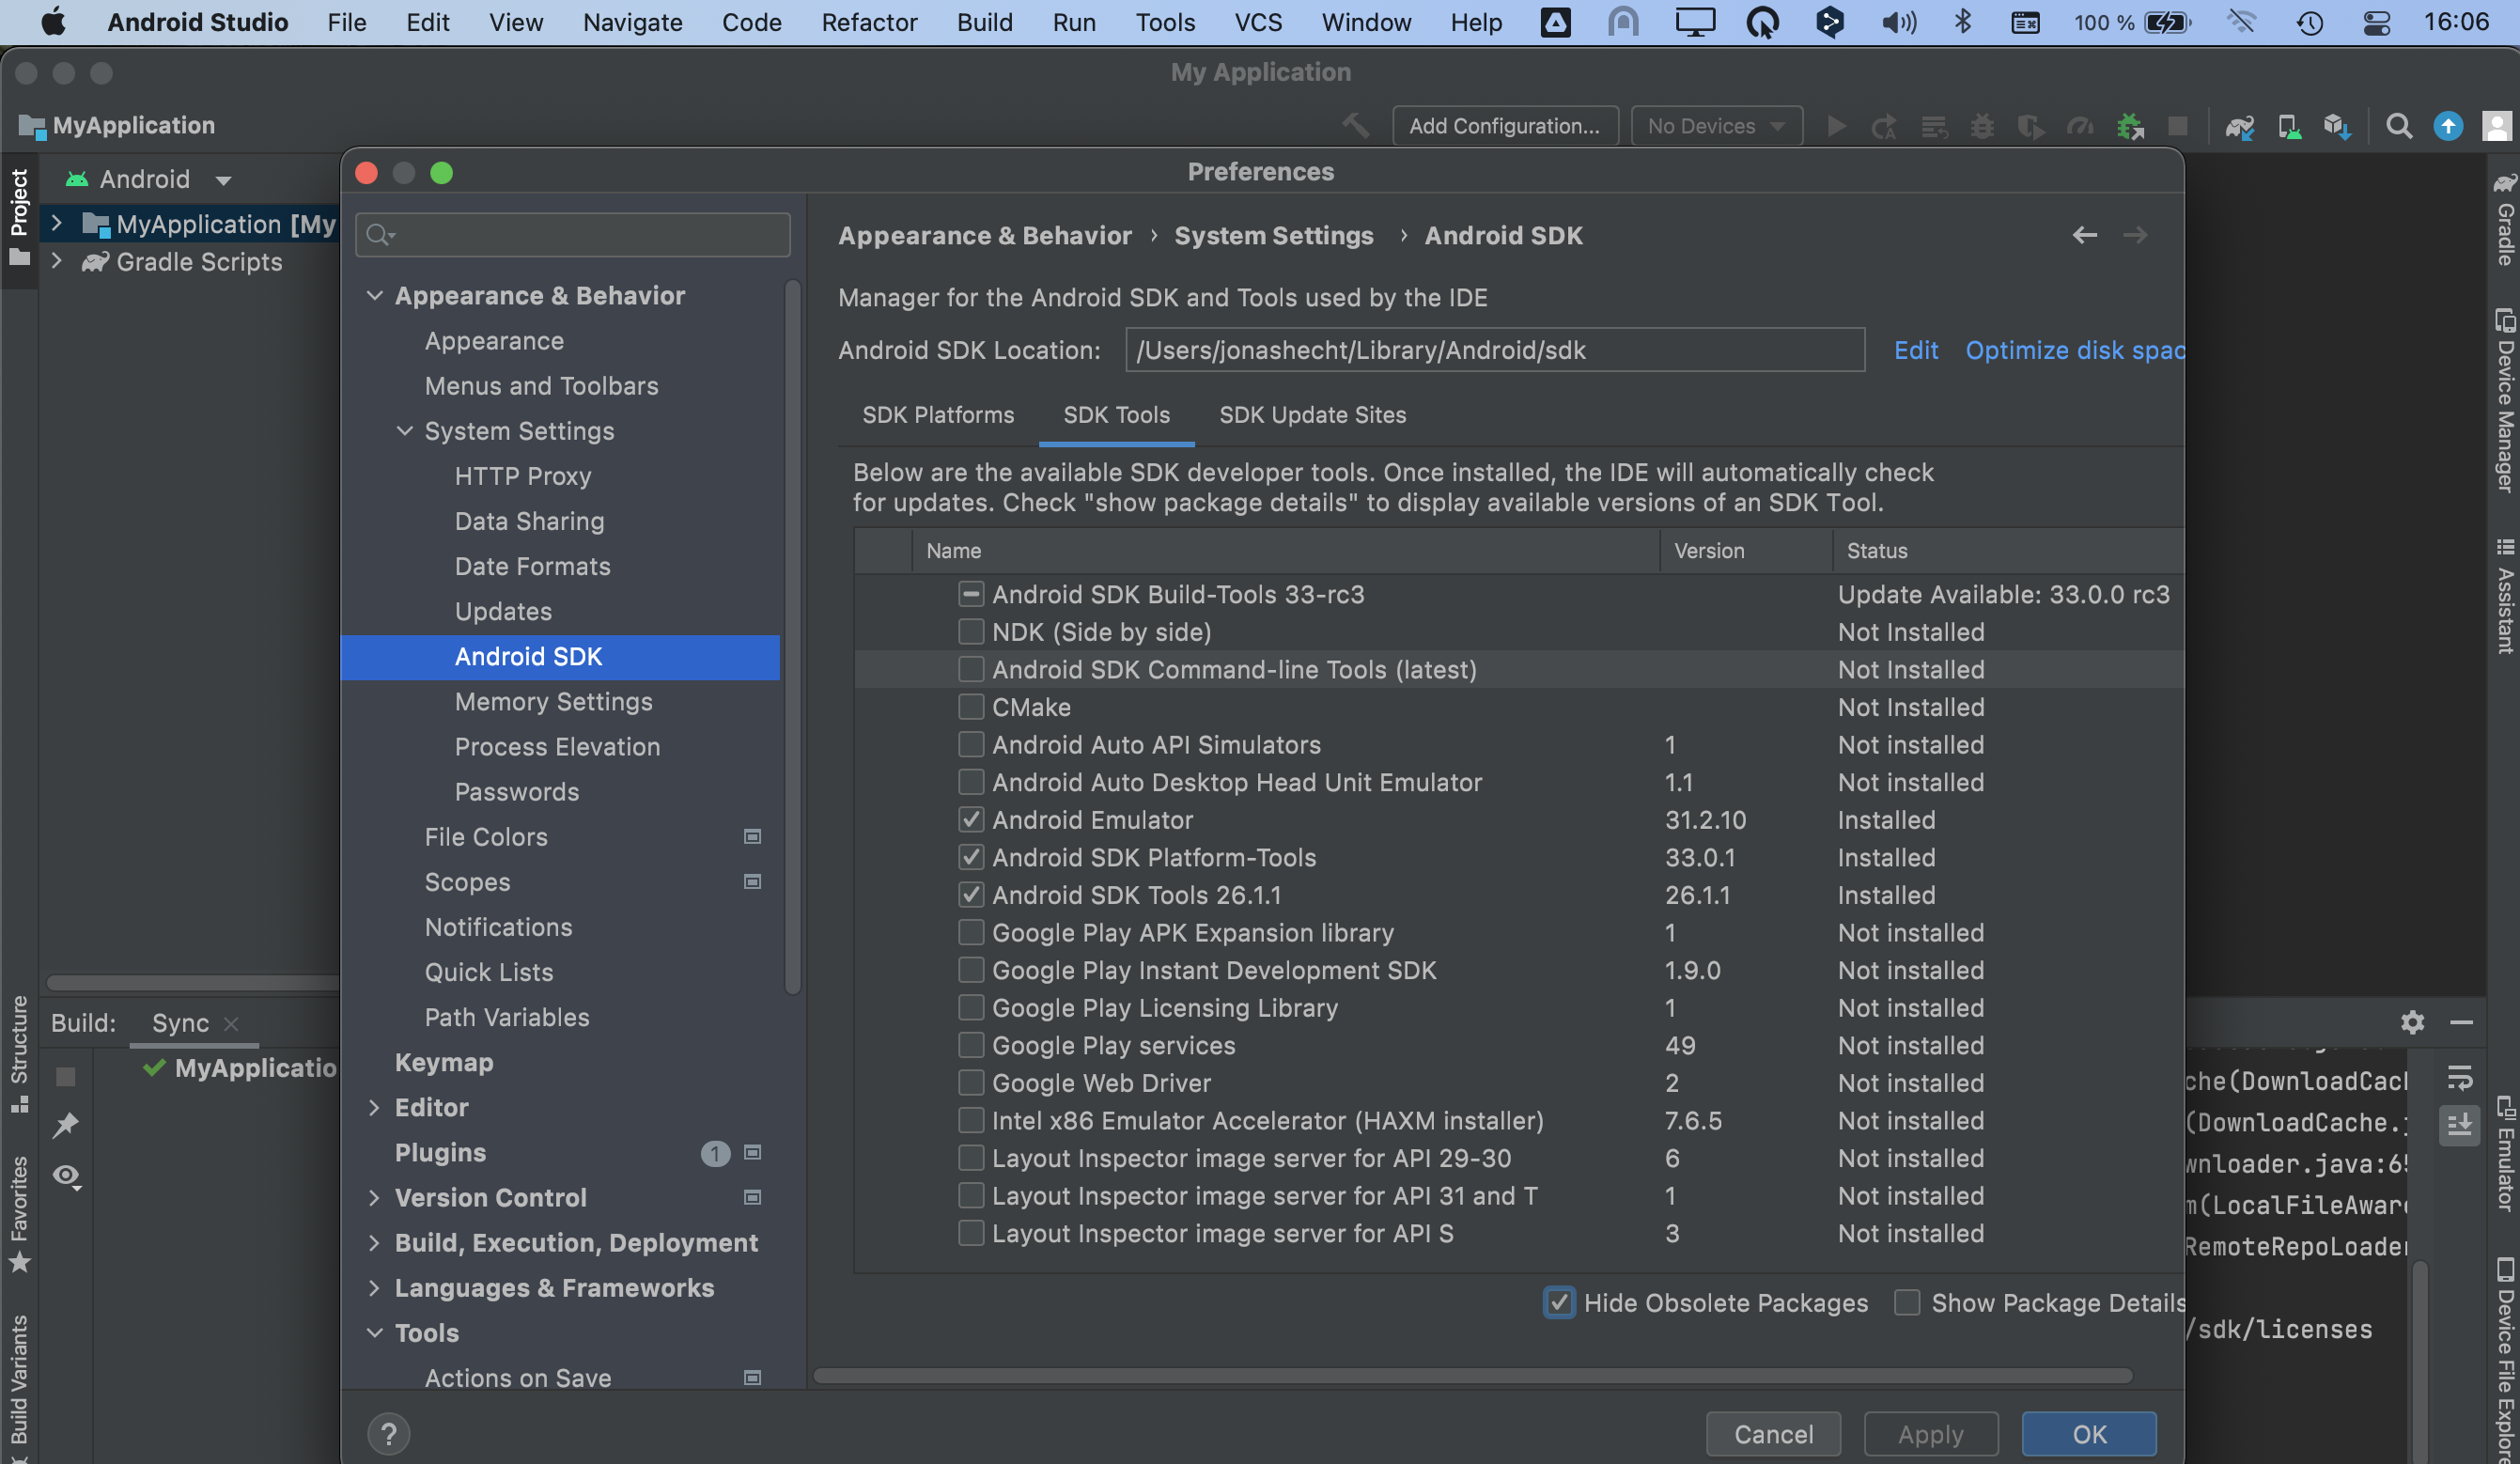 Android Studio File Edit View Navigate Code Refactor Build Run Tools VCS Window Help 100 % 16:06
My Application
MyApplication Add Configuration... No Devices
Project
Android
MyApplication [My
Gradle Scripts
Preferences
Appearance & Behavior
Appearance
Menus and Toolbars
System Settings
HTTP Proxy
Data Sharing
Date Formats
Updates
Android SDK
Memory Settings
Process Elevation
Passwords
File Colors
Scopes
Notifications
Quick Lists
Path Variables
Keymap
Editor
Plugins 1
Version Control
Build, Execution, Deployment
Languages & Frameworks
Tools
Actions on Save
Appearance & Behavior › System Settings › Android SDK
Manager for the Android SDK and Tools used by the IDE
Android SDK Location: /Users/jonashecht/Library/Android/sdk Edit Optimize disk spac
SDK Platforms SDK Tools SDK Update Sites
Below are the available SDK developer tools. Once installed, the IDE will automatically check
for updates. Check "show package details" to display available versions of an SDK Tool.
Name Version Status
Android SDK Build-Tools 33-rc3 Update Available: 33.0.0 rc3
NDK (Side by side) Not Installed
Android SDK Command-line Tools (latest) Not Installed
CMake Not Installed
Android Auto API Simulators 1 Not installed
Android Auto Desktop Head Unit Emulator 1.1 Not installed
Android Emulator 31.2.10 Installed
Android SDK Platform-Tools 33.0.1 Installed
Android SDK Tools 26.1.1 26.1.1 Installed
Google Play APK Expansion library 1 Not installed
Google Play Instant Development SDK 1.9.0 Not installed
Google Play Licensing Library 1 Not installed
Google Play services 49 Not installed
Google Web Driver 2 Not installed
Intel x86 Emulator Accelerator (HAXM installer) 7.6.5 Not installed
Layout Inspector image server for API 29-30 6 Not installed
Layout Inspector image server for API 31 and T 1 Not installed
Layout Inspector image server for API S 3 Not installed
Hide Obsolete Packages Show Package Details
? Cancel Apply OK
Build: Sync
MyApplicatio
Structure
Favorites
Build Variants
che(DownloadCac
(DownloadCache.
wnloader.java:65
m(LocalFileAwar
RemoteRepoLoader
/sdk/licenses
Gradle
Device Manager
Assistant
Emulator
Device File Explore